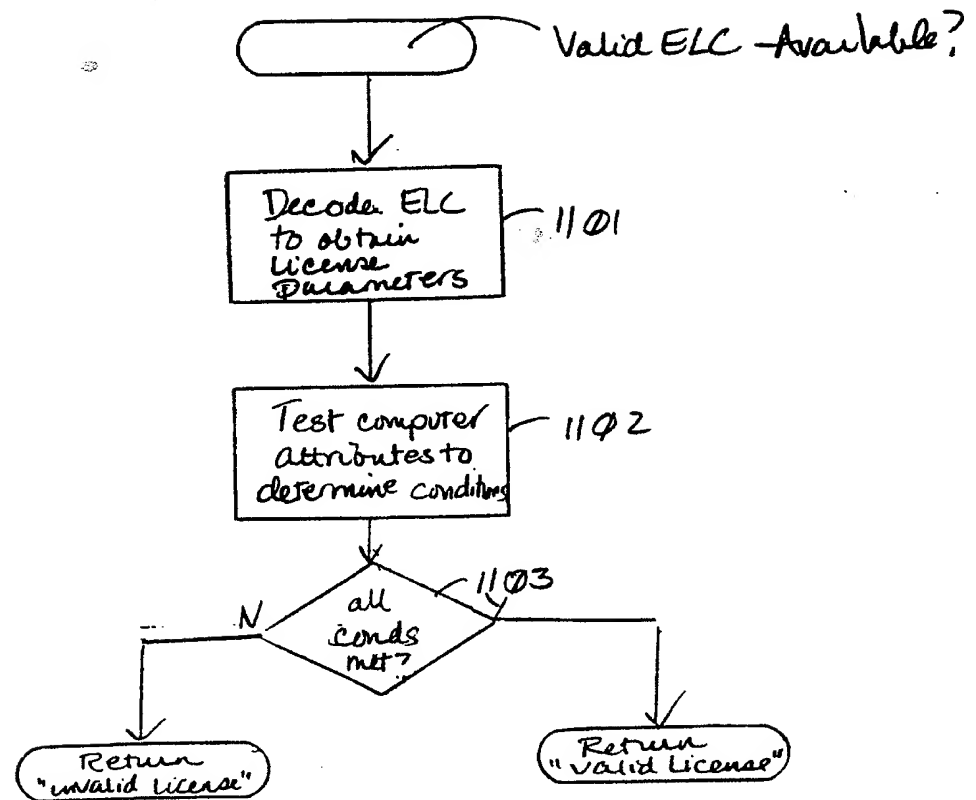 Valid ELC Available?
Decode ELC
to obtain
License
Parameters
1101
Test computer
attributes to
determine conditions
1102
1103
all
conds
met?
N
Return
"invalid License"
Return
"valid License"